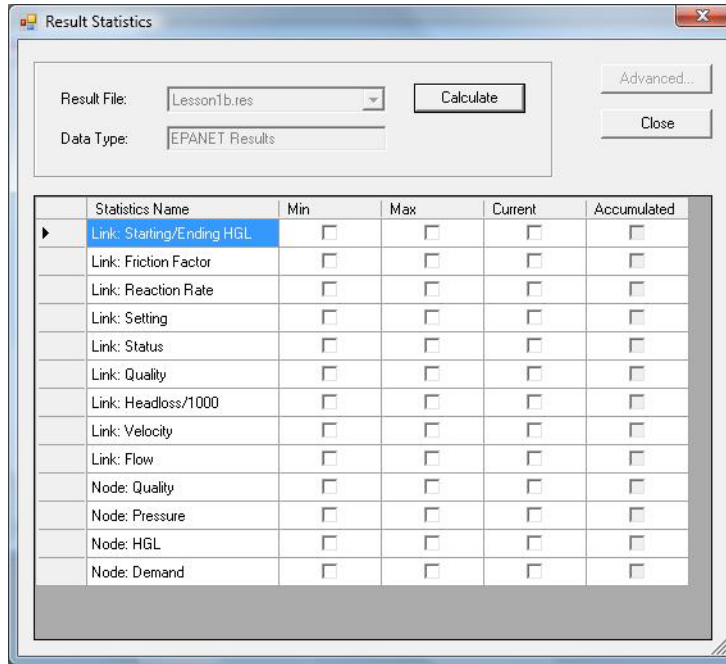 Result Statistics
Result File: Lesson1b.res Calculate Advanced...
Data Type: EPANET Results Close
Statistics Name Min Max Current Accumulated
Link: Starting/Ending HGL
Link: Friction Factor
Link: Reaction Rate
Link: Setting
Link: Status
Link: Quality
Link: Headloss/1000
Link: Velocity
Link: Flow
Node: Quality
Node: Pressure
Node: HGL
Node: Demand